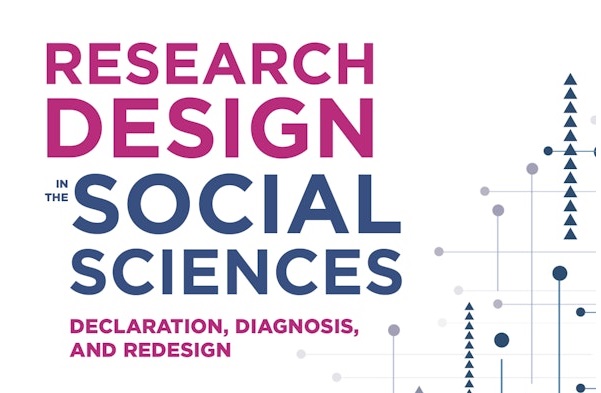 RESEARCH
DESIGN
IN THE SOCIAL
SCIENCES
DECLARATION, DIAGNOSIS,
AND REDESIGN